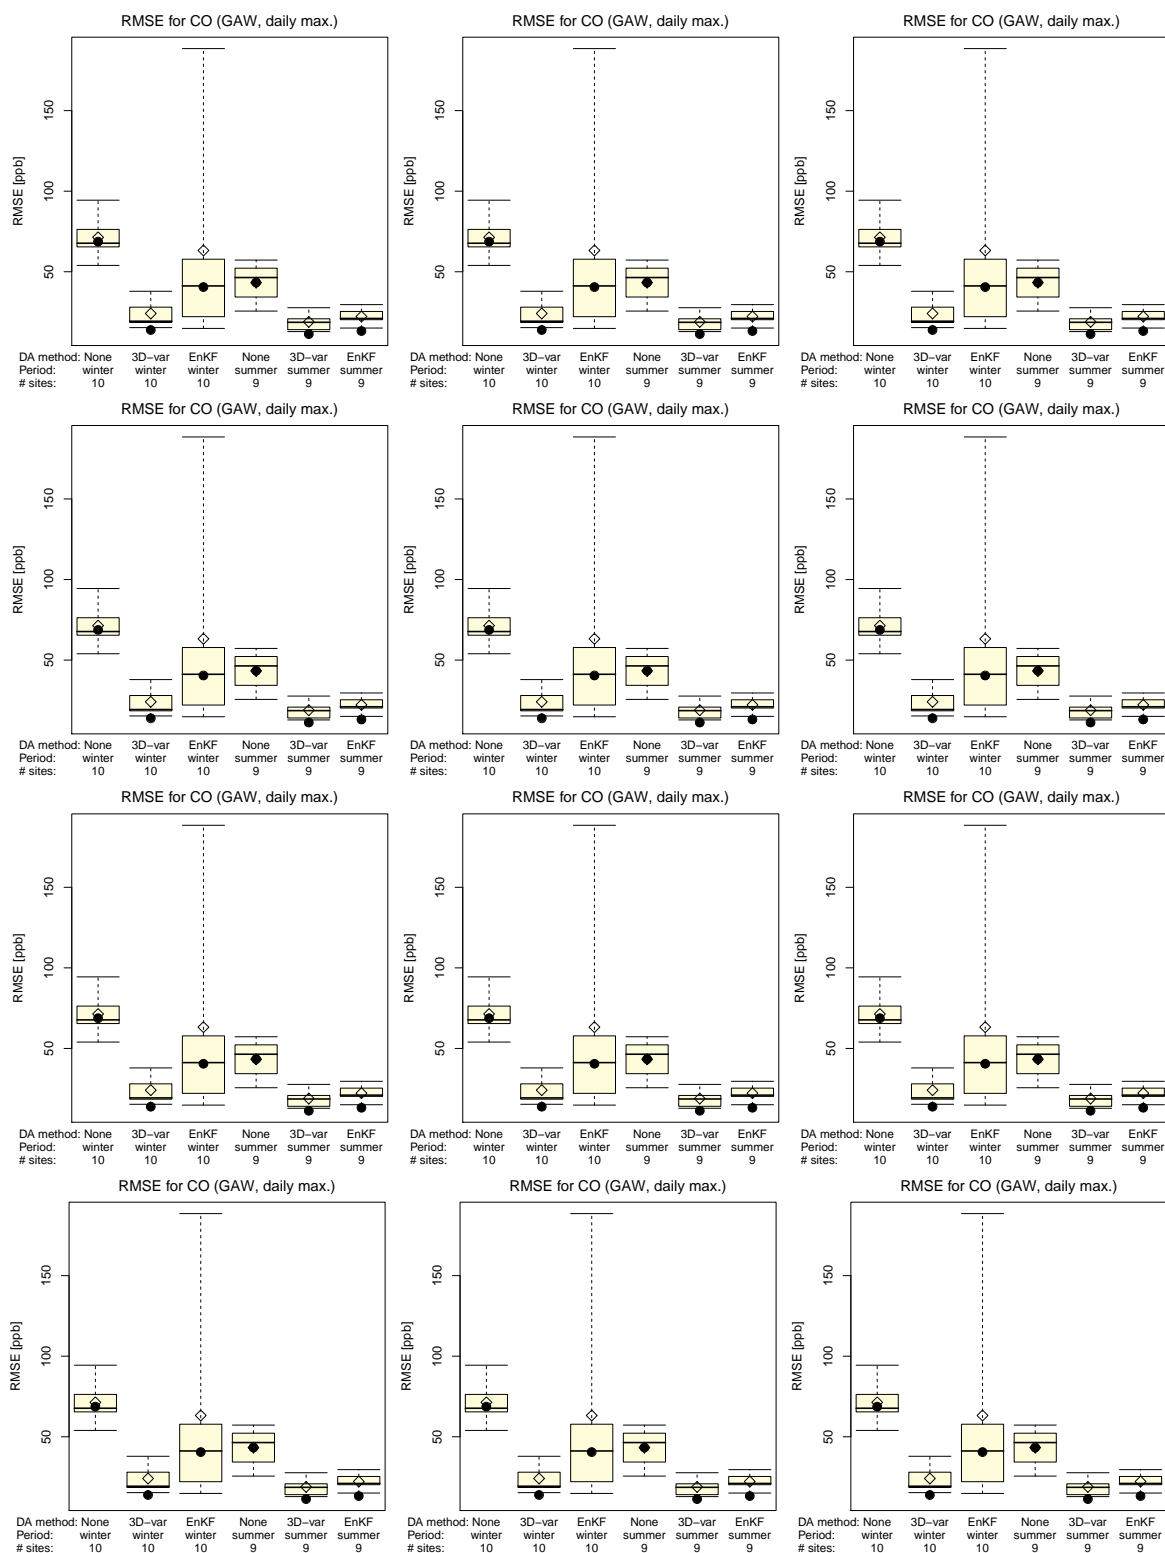 RMSE for CO (GAW, daily max.) RMSE for CO (GAW, daily max.) RMSE for CO (GAW, daily max.)
150 150 150
100 100 100
RMSE [ppb] RMSE [ppb] RMSE [ppb]
50 50 50
DA method: None 3D−var EnKF None 3D−var EnKF DA method: None 3D−var EnKF None 3D−var EnKF DA method: None 3D−var EnKF None 3D−var EnKF
Period: winter winter winter summer summer summer Period: winter winter winter summer summer summer Period: winter winter winter summer summer summer
# sites: 10 10 10 9 9 9 # sites: 10 10 10 9 9 9 # sites: 10 10 10 9 9 9
RMSE for CO (GAW, daily max.) RMSE for CO (GAW, daily max.) RMSE for CO (GAW, daily max.)
150 150 150
100 100 100
RMSE [ppb] RMSE [ppb] RMSE [ppb]
50 50 50
DA method: None 3D−var EnKF None 3D−var EnKF DA method: None 3D−var EnKF None 3D−var EnKF DA method: None 3D−var EnKF None 3D−var EnKF
Period: winter winter winter summer summer summer Period: winter winter winter summer summer summer Period: winter winter winter summer summer summer
# sites: 10 10 10 9 9 9 # sites: 10 10 10 9 9 9 # sites: 10 10 10 9 9 9
RMSE for CO (GAW, daily max.) RMSE for CO (GAW, daily max.) RMSE for CO (GAW, daily max.)
150 150 150
100 100 100
RMSE [ppb] RMSE [ppb] RMSE [ppb]
50 50 50
DA method: None 3D−var EnKF None 3D−var EnKF DA method: None 3D−var EnKF None 3D−var EnKF DA method: None 3D−var EnKF None 3D−var EnKF
Period: winter winter winter summer summer summer Period: winter winter winter summer summer summer Period: winter winter winter summer summer summer
# sites: 10 10 10 9 9 9 # sites: 10 10 10 9 9 9 # sites: 10 10 10 9 9 9
RMSE for CO (GAW, daily max.) RMSE for CO (GAW, daily max.) RMSE for CO (GAW, daily max.)
150 150 150
100 100 100
RMSE [ppb] RMSE [ppb] RMSE [ppb]
50 50 50
DA method: None 3D−var EnKF None 3D−var EnKF DA method: None 3D−var EnKF None 3D−var EnKF DA method: None 3D−var EnKF None 3D−var EnKF
Period: winter winter winter summer summer summer Period: winter winter winter summer summer summer Period: winter winter winter summer summer summer
# sites: 10 10 10 9 9 9 # sites: 10 10 10 9 9 9 # sites: 10 10 10 9 9 9